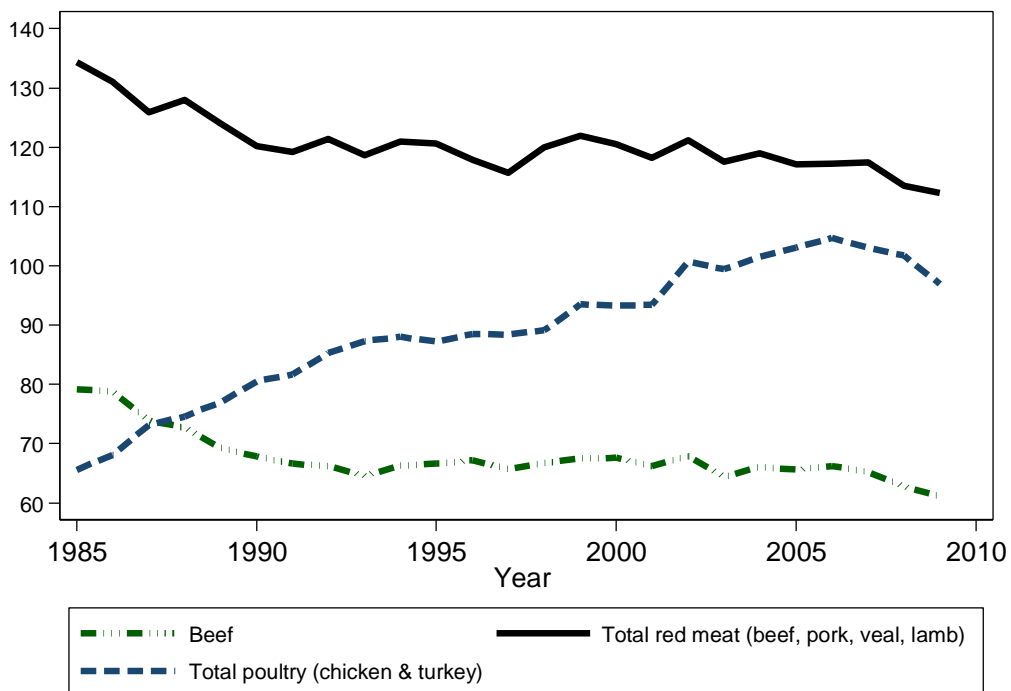 140
130
120
110
100
90
80
70
60
1985 1990 1995 2000 2005 2010
Year
Beef Total red meat (beef, pork, veal, lamb)
Total poultry (chicken & turkey)